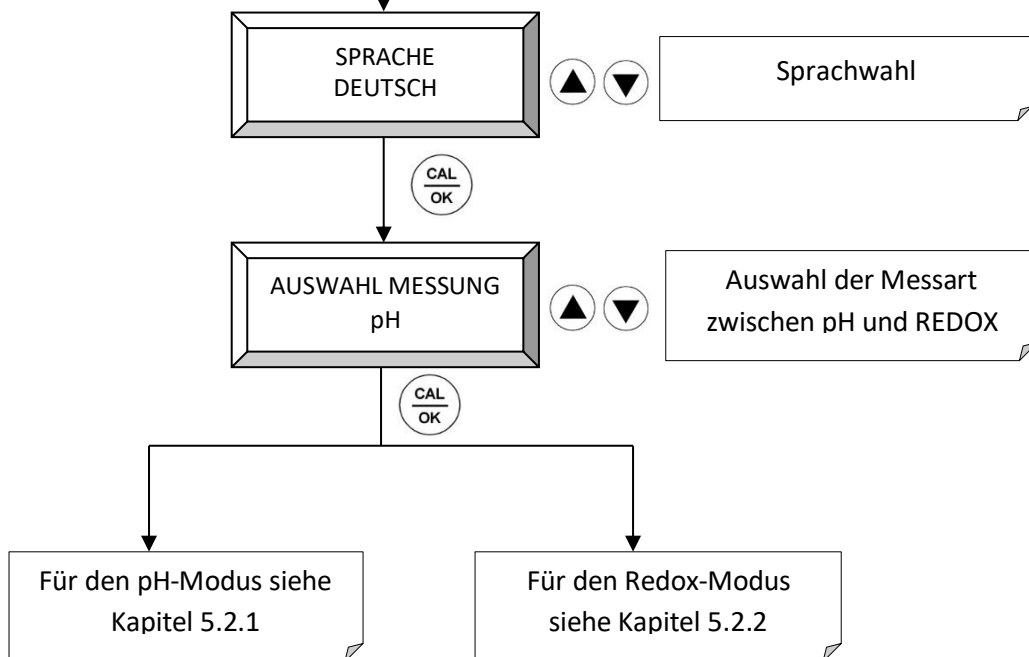 SPRACHE
DEUTSCH
Sprachwahl
CAL
OK
AUSWAHL MESSUNG
pH
Auswahl der Messart
zwischen pH und REDOX
CAL
OK
Für den pH-Modus siehe
Kapitel 5.2.1
Für den Redox-Modus
siehe Kapitel 5.2.2